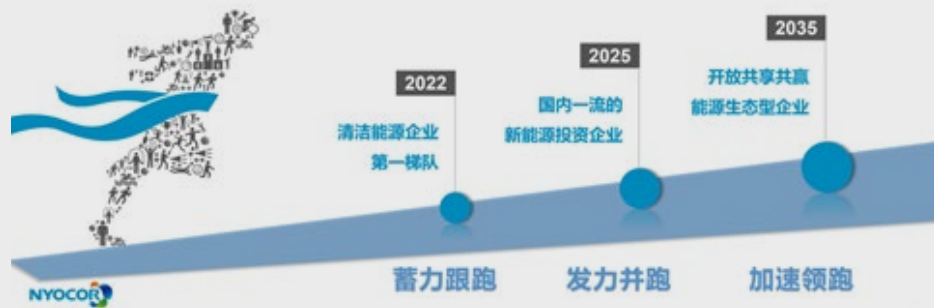 2022
清洁能源企业
第一梯队
2025
国内一流的
新能源投资企业
2035
开放共享共赢
能源生态型企业
蓄力跟跑
发力并跑
加速领跑
NYOCOR